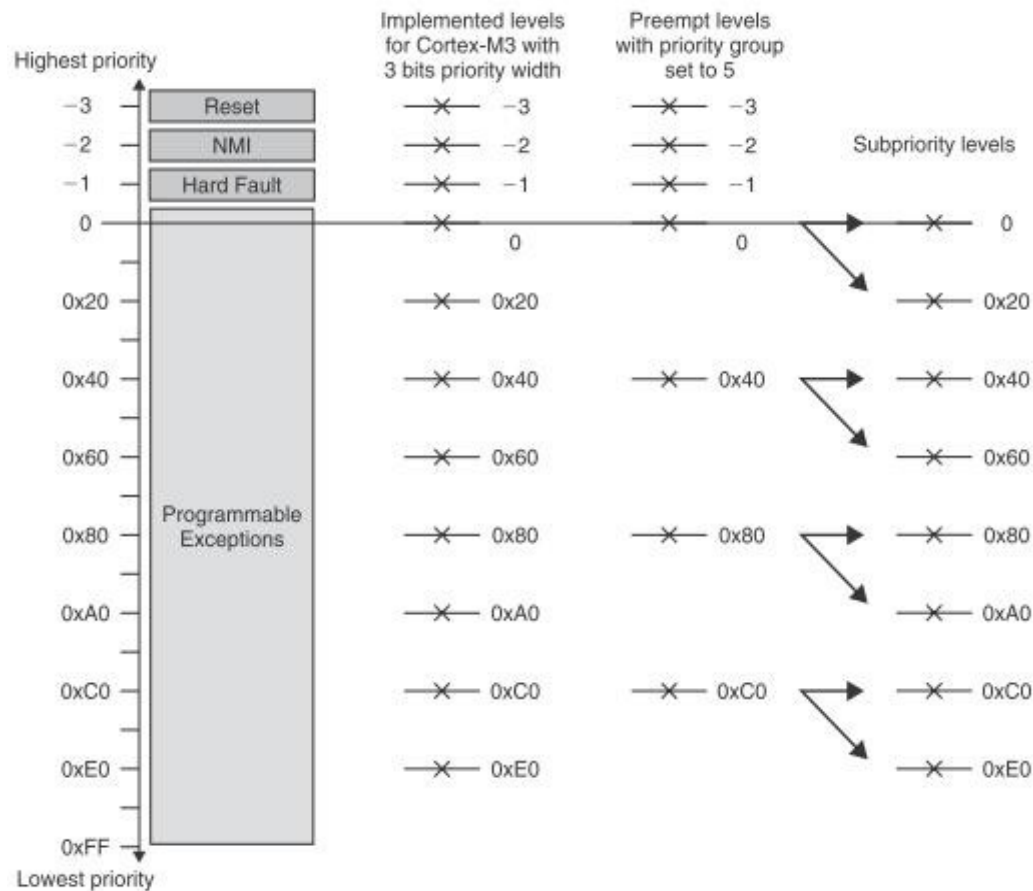 Implemented levels
for Cortex-M3 with
3 bits priority width
Preempt levels
with priority group
set to 5
Highest priority
−3 Reset −3 −3
−2 NMI −2 −2 Subpriority levels
−1 Hard Fault −1 −1
0 0 0 0
0x20 0x20 0x20
0x40 0x40 0x40 0x40
0x60 0x60 0x60
Programmable
Exceptions
0x80 0x80 0x80 0x80
0xA0 0xA0 0xA0
0xC0 0xC0 0xC0 0xC0
0xE0 0xE0 0xE0
0xFF
Lowest priority